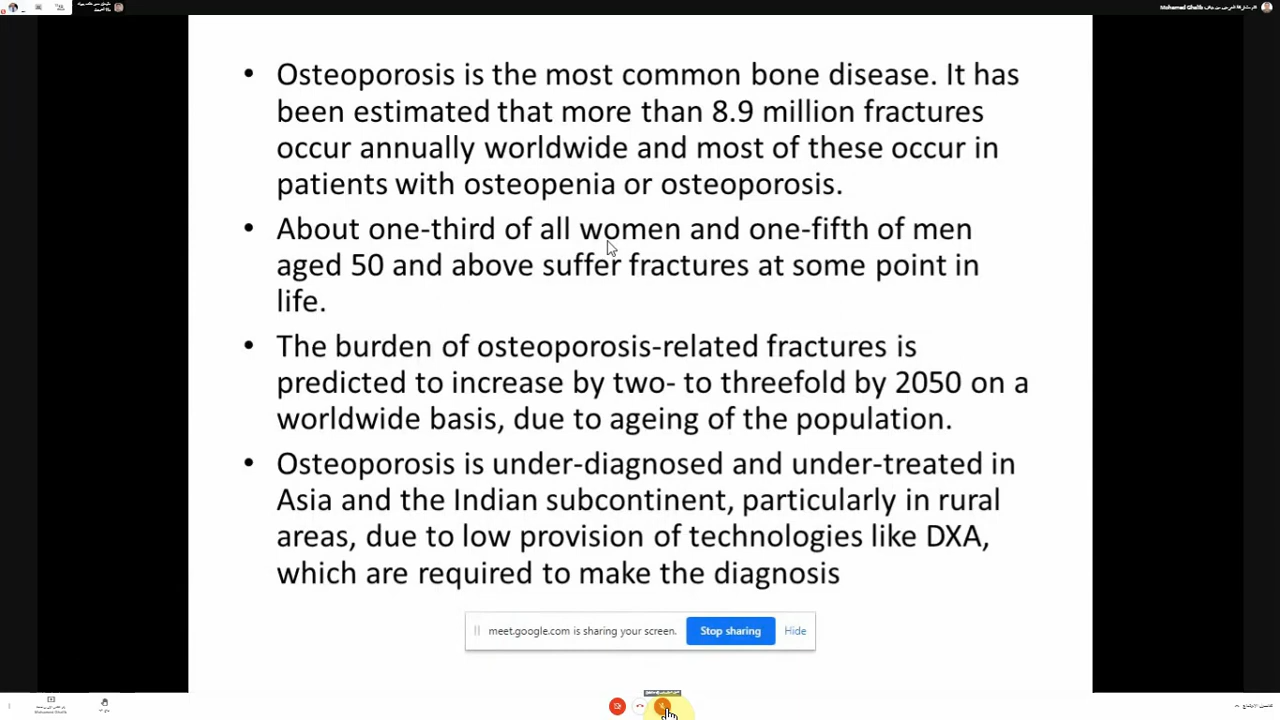 Mohamed Ghalib
• Osteoporosis is the most common bone disease. It has
been estimated that more than 8.9 million fractures
occur annually worldwide and most of these occur in
patients with osteopenia or osteoporosis.
• About one-third of all women and one-fifth of men
aged 50 and above suffer fractures at some point in
life.
• The burden of osteoporosis-related fractures is
predicted to increase by two- to threefold by 2050 on a
worldwide basis, due to ageing of the population.
• Osteoporosis is under-diagnosed and under-treated in
Asia and the Indian subcontinent, particularly in rural
areas, due to low provision of technologies like DXA,
which are required to make the diagnosis
meet.google.com is sharing your screen.
Stop sharing
Hide